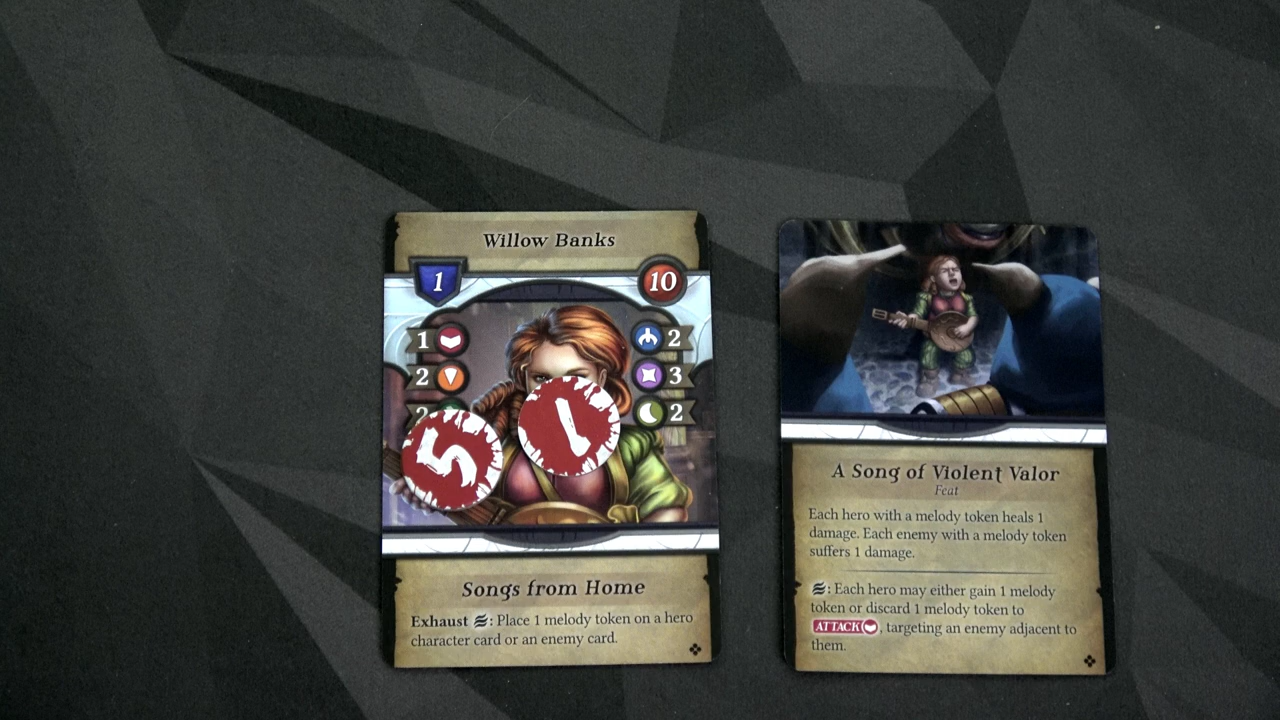 Willow Banks
1
10
1
2
2
3
2
2
5
1
Songs from Home
Exhaust : Place 1 melody token on a hero
character card or an enemy card.
A Song of Violent Valor
Feat
Each hero with a melody token heals 1
damage. Each enemy with a melody token
suffers 1 damage.
: Each hero may either gain 1 melody
token or discard 1 melody token to
ATTACK, targeting an enemy adjacent to
them.